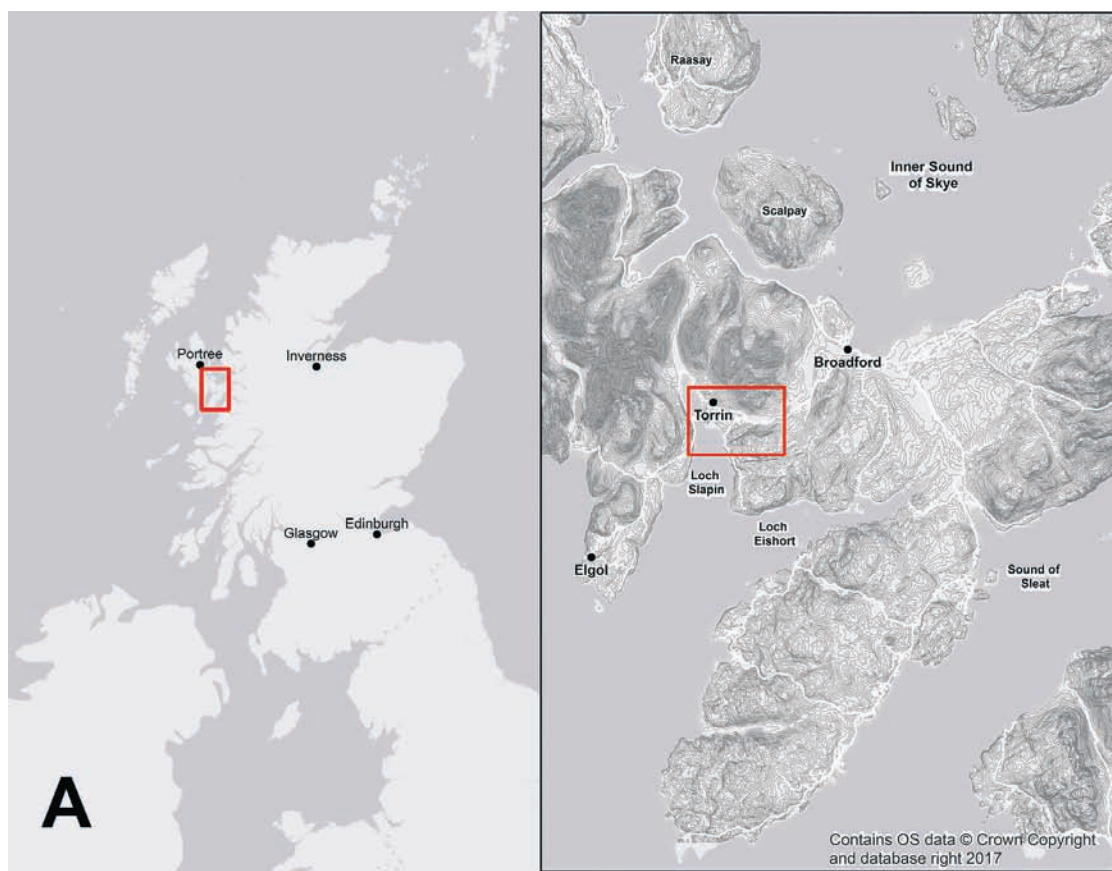 Portree
Inverness
Glasgow
Edinburgh
A
Raasay
Inner Sound
of Skye
Scalpay
Broadford
Torrin
Loch
Slapin
Loch
Eishort
Elgol
Sound of
Sleat
Contains OS data © Crown Copyright
and database right 2017